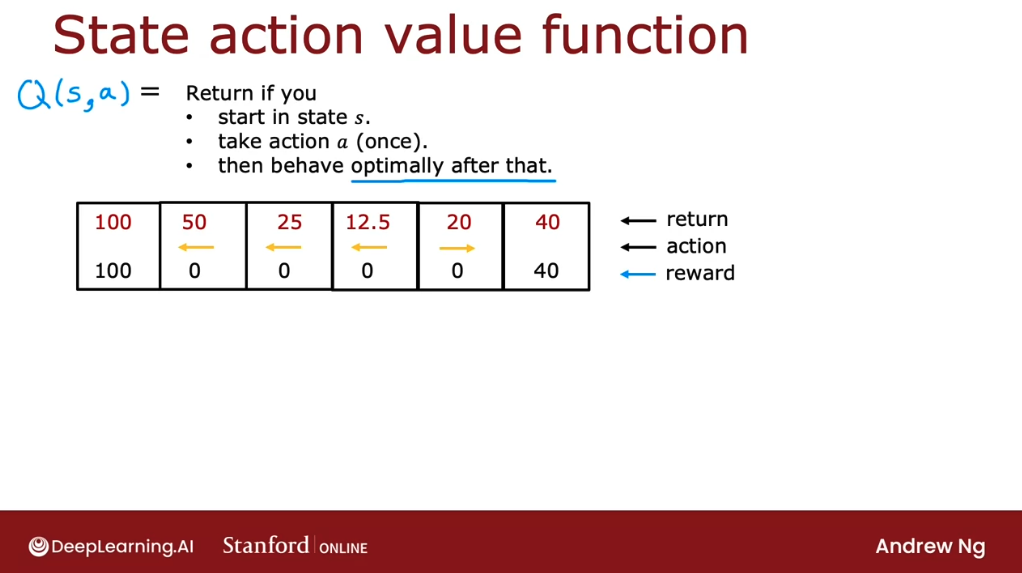 State action value function
Q(s,a) = Return if you
• start in state s.
• take action a (once).
• then behave optimally after that.
100 50 25 12.5 20 40 ← return
← ← ← → ← action
100 0 0 0 0 40 ← reward
DeepLearning.AI Stanford | ONLINE Andrew Ng